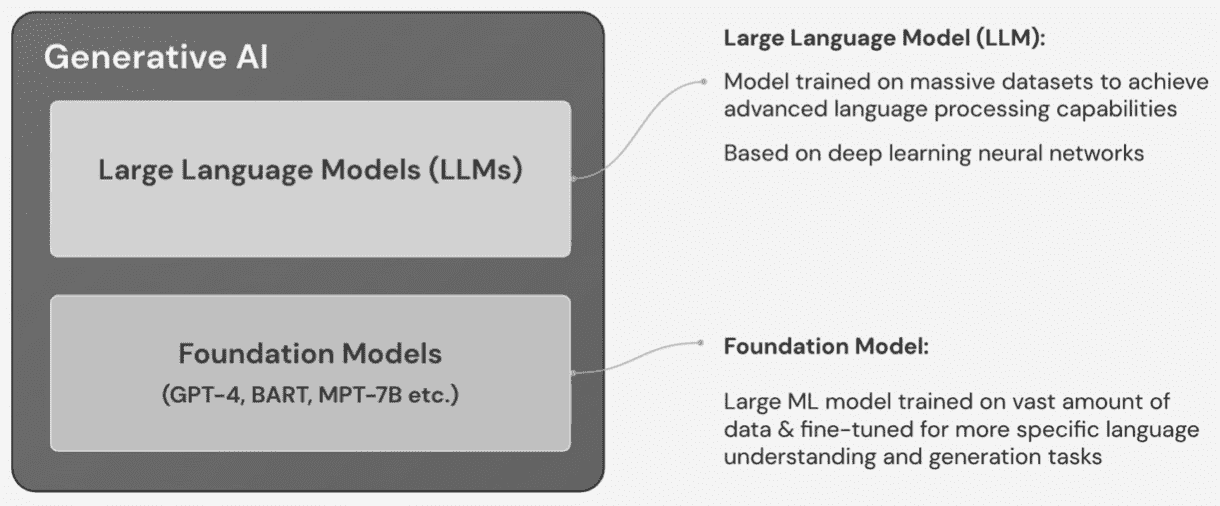 Generative AI
Large Language Models (LLMs)
Foundation Models
(GPT-4, BART, MPT-7B etc.)
Large Language Model (LLM):
Model trained on massive datasets to achieve
advanced language processing capabilities
Based on deep learning neural networks
Foundation Model:
Large ML model trained on vast amount of
data & fine-tuned for more specific language
understanding and generation tasks